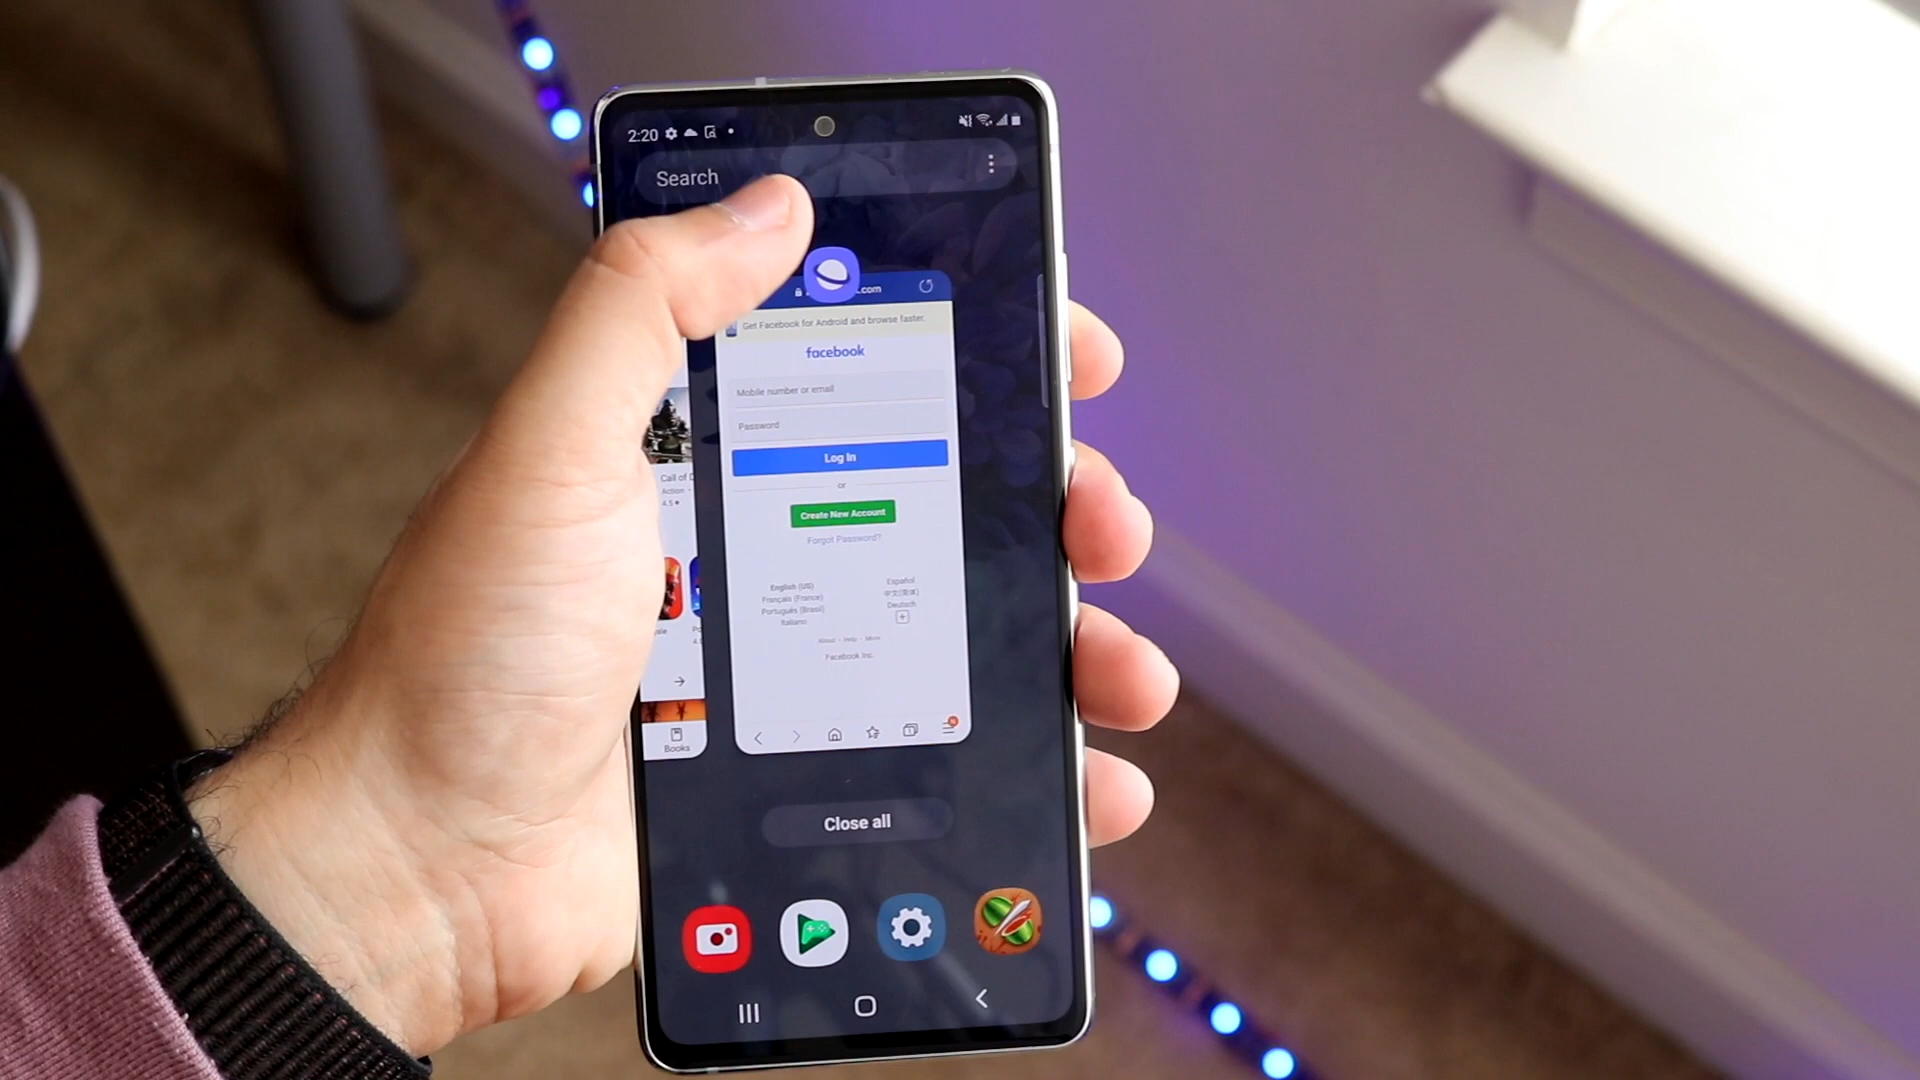 2:20
Search
.com
Get Facebook for Android and browse faster.
facebook
Mobile number or email
Password
Log In
or
Create New Account
Forgot Password?
English (US)
Español
Français (France)
中文(简体)
Português (Brasil)
Deutsch
Italiano
About · Help · More
Facebook Inc.
Call of D
Action
4.5
Books
Close all